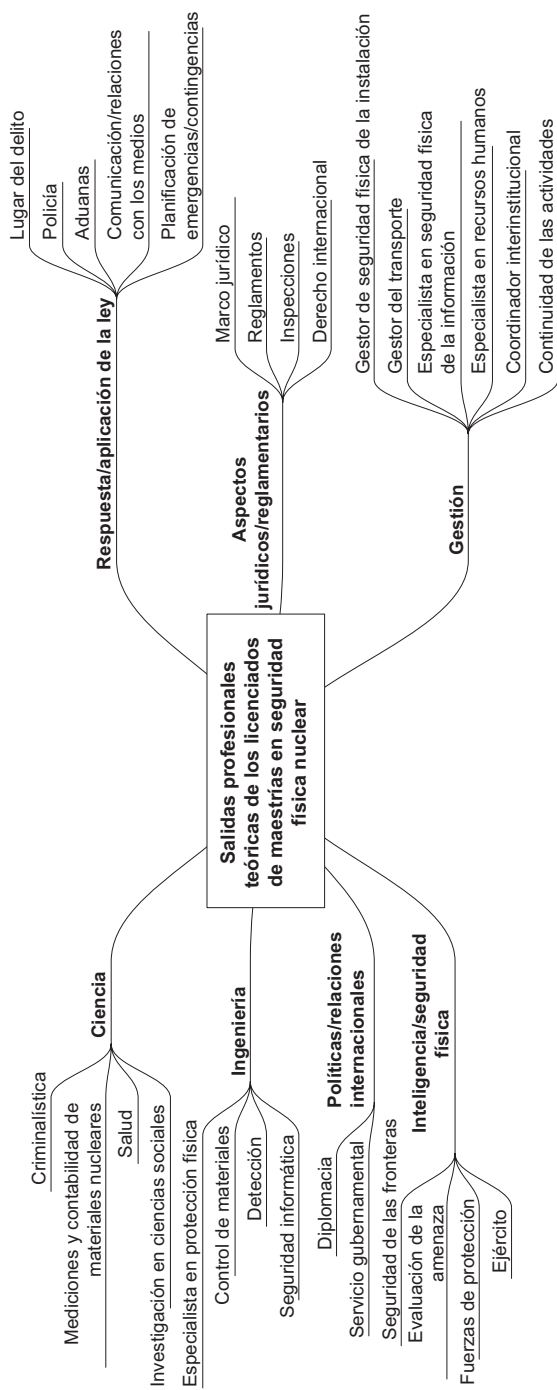 Salidas profesionales
teóricas de los licenciados
de maestrías en seguridad
física nuclear
Ciencia
Criminalística
Mediciones y contabilidad de
materiales nucleares
Salud
Investigación en ciencias sociales
Ingeniería
Especialista en protección física
Control de materiales
Detección
Seguridad informática
Políticas/relaciones
internacionales
Diplomacia
Servicio gubernamental
Inteligencia/seguridad
física
Seguridad de las fronteras
Evaluación de la
amenaza
Fuerzas de protección
Ejército
Respuesta/aplicación de la ley
Lugar del delito
Policía
Aduanas
Comunicación/relaciones
con los medios
Planificación de
emergencias/contingencias
Aspectos
jurídicos/reglamentarios
Marco jurídico
Reglamentos
Inspecciones
Derecho internacional
Gestión
Gestor de seguridad física de la instalación
Gestor del transporte
Especialista en seguridad física
de la información
Especialista en recursos humanos
Coordinador interinstitucional
Continuidad de las actividades